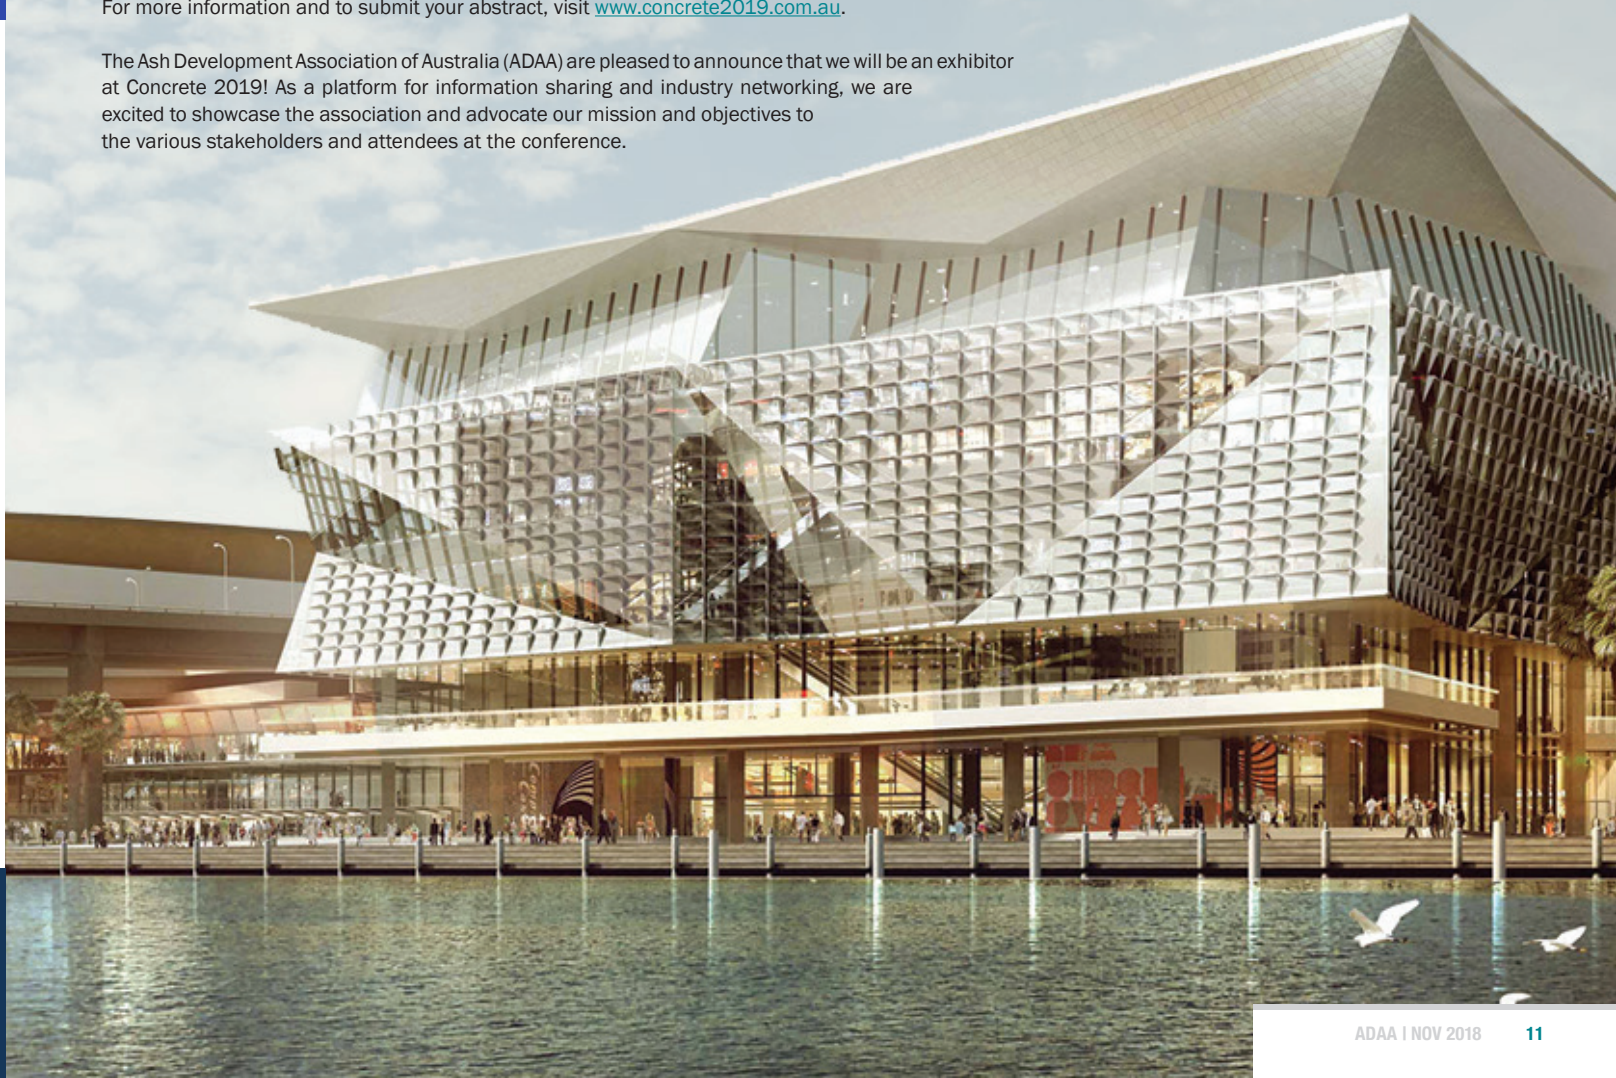 For more information and to submit your abstract, visit www.concrete2019.com.au.
The Ash Development Association of Australia (ADAA) are pleased to announce that we will be an exhibitor
at Concrete 2019! As a platform for information sharing and industry networking, we are
excited to showcase the association and advocate our mission and objectives to
the various stakeholders and attendees at the conference.
ADAA | NOV 2018 11